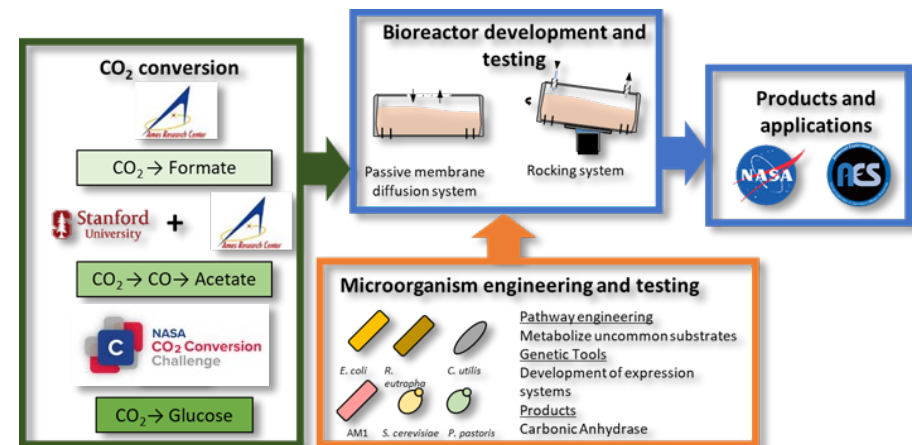 CO₂ conversion
Ames Research Center
CO₂ → Formate
Stanford
University
+
Ames Research Center
CO₂ → CO → Acetate
C
NASA
CO₂ Conversion
Challenge
CO₂ → Glucose
Bioreactor development and
testing
Passive membrane
diffusion system
Rocking system
Products and
applications
NASA
AES
Microorganism engineering and testing
E. coli
R.
eutropha
C. utilis
AM1
S. cerevisiae
P. pastoris
Pathway engineering
Metabolize uncommon substrates
Genetic Tools
Development of expression
systems
Products
Carbonic Anhydrase